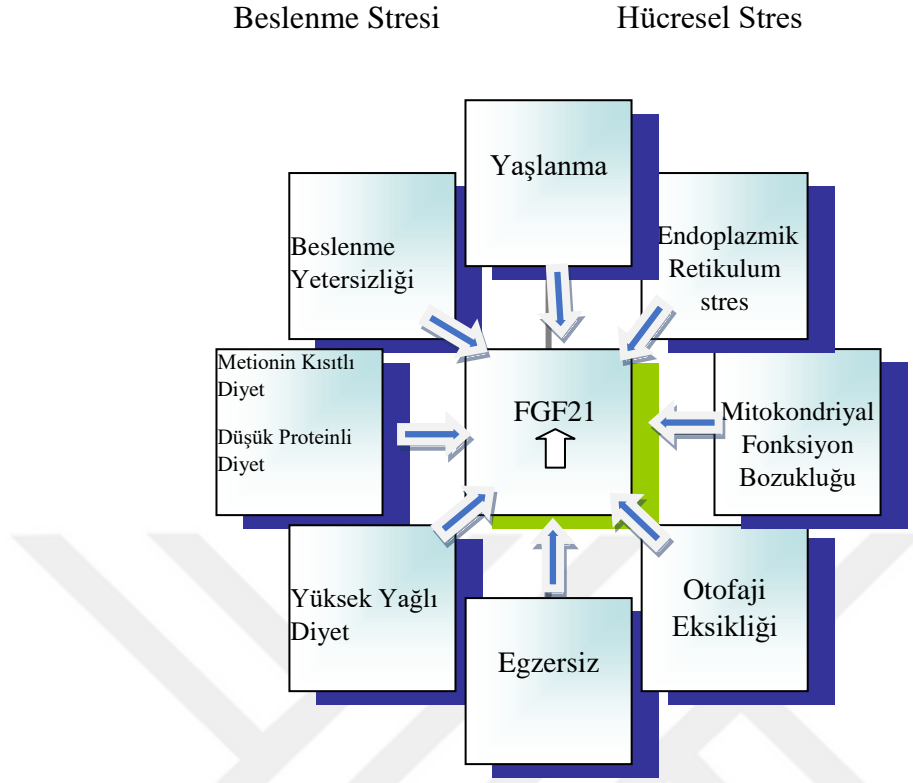 Beslenme Stresi
Hücresel Stres
Yaşlanma
Beslenme
Yetersizliği
Endoplazmik
Retikulum
stres
Metionin Kısıtlı
Diyet
Düşük Proteinli
Diyet
FGF21
Mitokondriyal
Fonksiyon
Bozukluğu
Yüksek Yağlı
Diyet
Egzersiz
Otofaji
Eksikliği